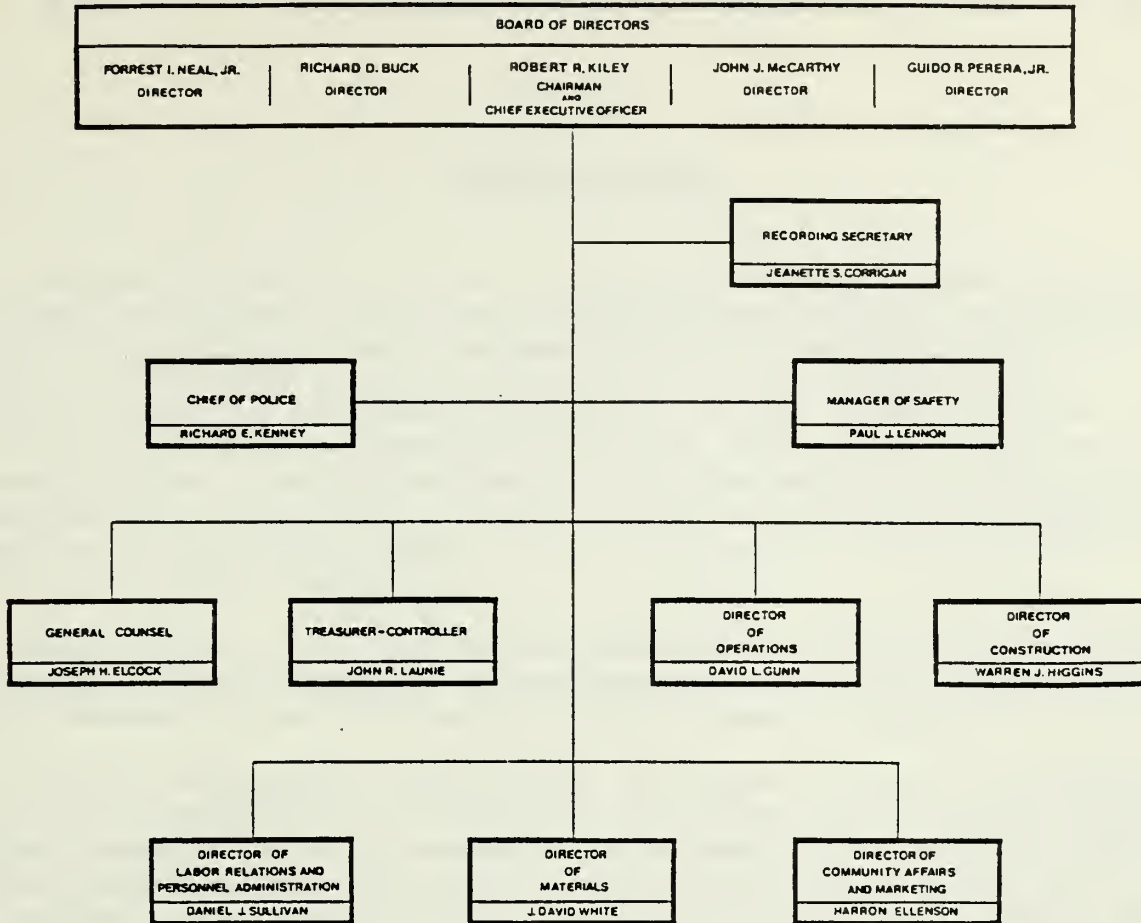 BOARD OF DIRECTORS
FORREST I. NEAL, JR.
DIRECTOR
RICHARD D. BUCK
DIRECTOR
ROBERT R. KILEY
CHAIRMAN
AND
CHIEF EXECUTIVE OFFICER
JOHN J. McCARTHY
DIRECTOR
GUIDO R. PERERA, JR.
DIRECTOR
RECORDING SECRETARY
JEANETTE S. CORRIGAN
CHIEF OF POLICE
RICHARD E. KENNEY
MANAGER OF SAFETY
PAUL J. LENNON
GENERAL COUNSEL
JOSEPH H. ELCOCK
TREASURER-CONTROLLER
JOHN R. LAUNIE
DIRECTOR
OF
OPERATIONS
DAVID L. GUNN
DIRECTOR
OF
CONSTRUCTION
WARREN J. HIGGINS
DIRECTOR OF
LABOR RELATIONS AND
PERSONNEL ADMINISTRATION
DANIEL J. SULLIVAN
DIRECTOR
OF
MATERIALS
J. DAVID WHITE
DIRECTOR OF
COMMUNITY AFFAIRS
AND MARKETING
HARRON ELLENSON